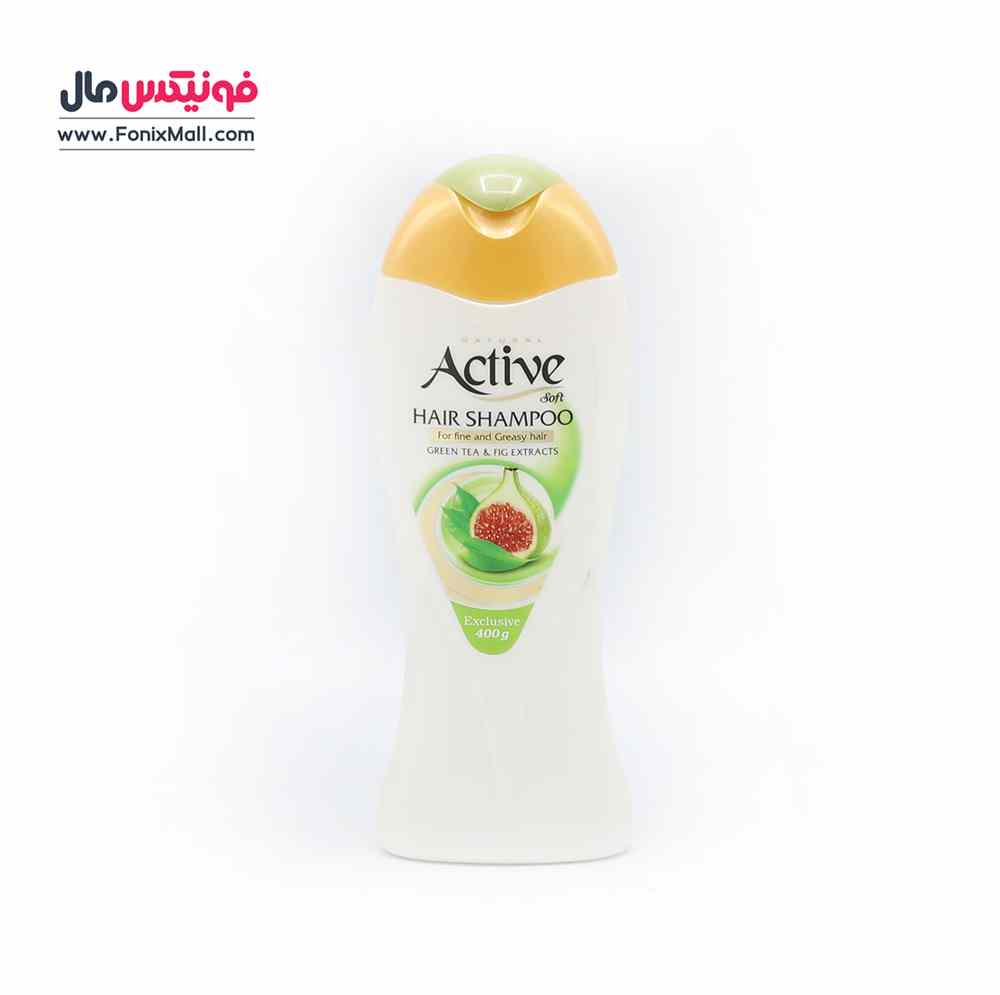 فونیکس مال
www.FonixMall.com
NATURAL
Active
Soft
HAIR SHAMPOO
For fine and Greasy hair
GREEN TEA & FIG EXTRACTS
Exclusive
400g